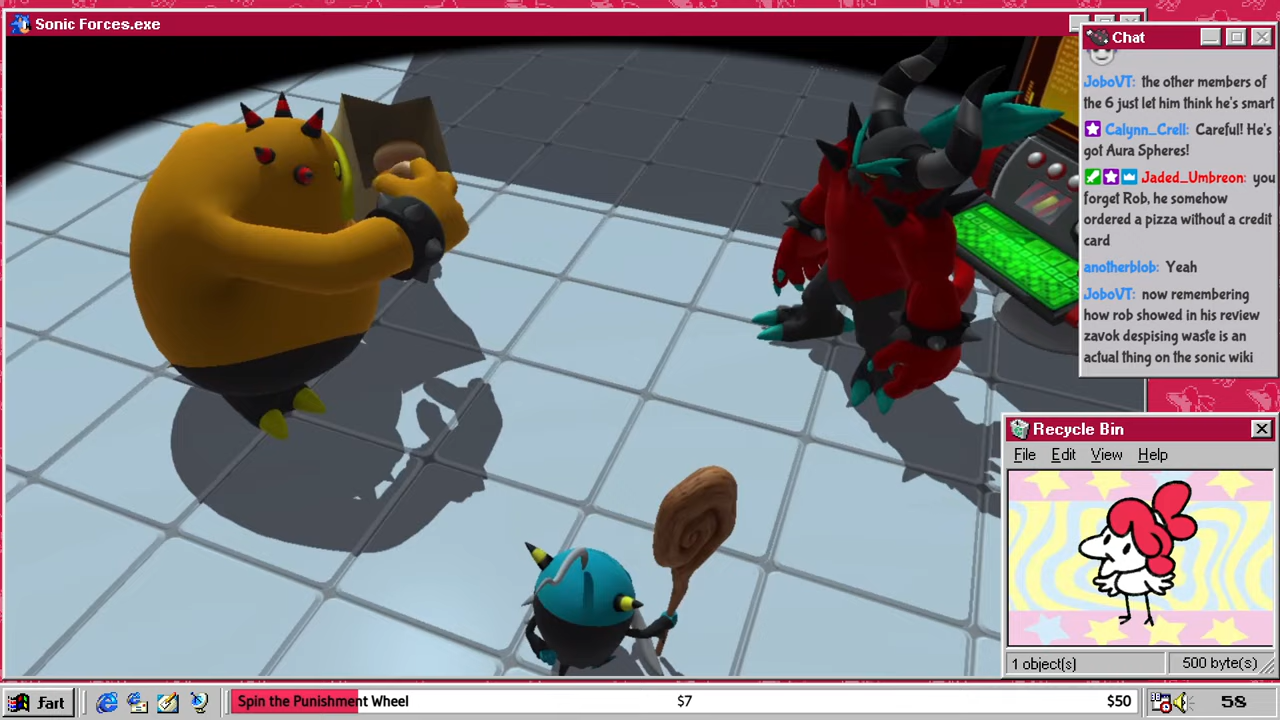 Sonic Forces.exe
Chat
JoboVT: the other members of
the 6 just let him think he's smart
Calynn_Crell: Careful! He's
got Aura Spheres!
Jaded_Umbreon: you
forget Rob, he somehow
ordered a pizza without a credit
card
anotherblob: Yeah
JoboVT: now remembering
how rob showed in his review
zavok despising waste is an
actual thing on the sonic wiki
Recycle Bin
File Edit View Help
1 object(s) 500 byte(s)
Fart
Spin the Punishment Wheel $7 $50
58